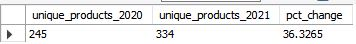 unique_products_2020 unique_products_2021 pct_change
245 334 36.3265